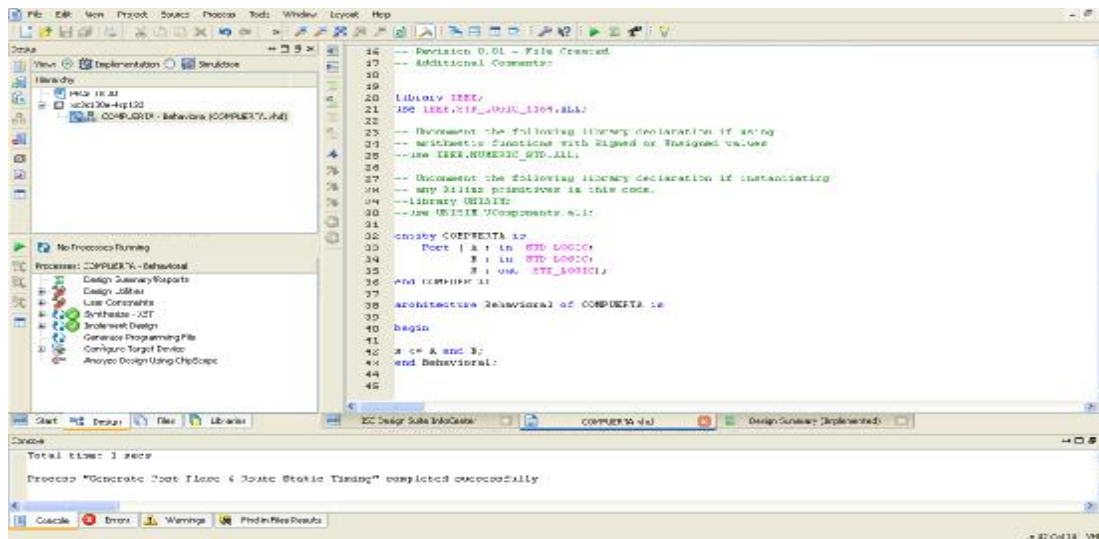 File Edit View Project Source Process Tools Window Layout Help
Design
View: Implementation Simulation
Hierarchy
COMPUERTA - Behavioral (COMPUERTA.vhd)
No Processes Running
Processes: COMPUERTA - Behavioral
Design Summary/Reports
Design Utilities
User Constraints
Synthesize - XST
Implement Design
Generate Programming File
Configure Target Device
Analyze Design Using ChipScope
Start Design Files Libraries
16 -- Revision 0.01 - File Created
17 -- Additional Comments:
18
19
20 library IEEE;
21 use IEEE.STD_LOGIC_1164.ALL;
22
23 -- Uncomment the following library declaration if using
24 -- arithmetic functions with Signed or Unsigned values
25 --use IEEE.NUMERIC_STD.ALL;
26
27 -- Uncomment the following library declaration if instantiating
28 -- any Xilinx primitives in this code.
29 --library UNISIM;
30 --use UNISIM.VComponents.all;
31
32 entity COMPUERTA is
33 Port ( A : in STD_LOGIC;
34 B : in STD_LOGIC;
35 S : out STD_LOGIC);
36 end COMPUERTA;
37
38 architecture Behavioral of COMPUERTA is
39
40 begin
41
42 S <= A and B;
43 end Behavioral;
44
45
ISE Design Suite InfoCenter COMPUERTA.vhd Design Summary (Implemented)
Console
Total time: 3 secs
Process "Generate Post-Place & Route Static Timing" completed successfully
Console Errors Warnings Find in Files Results